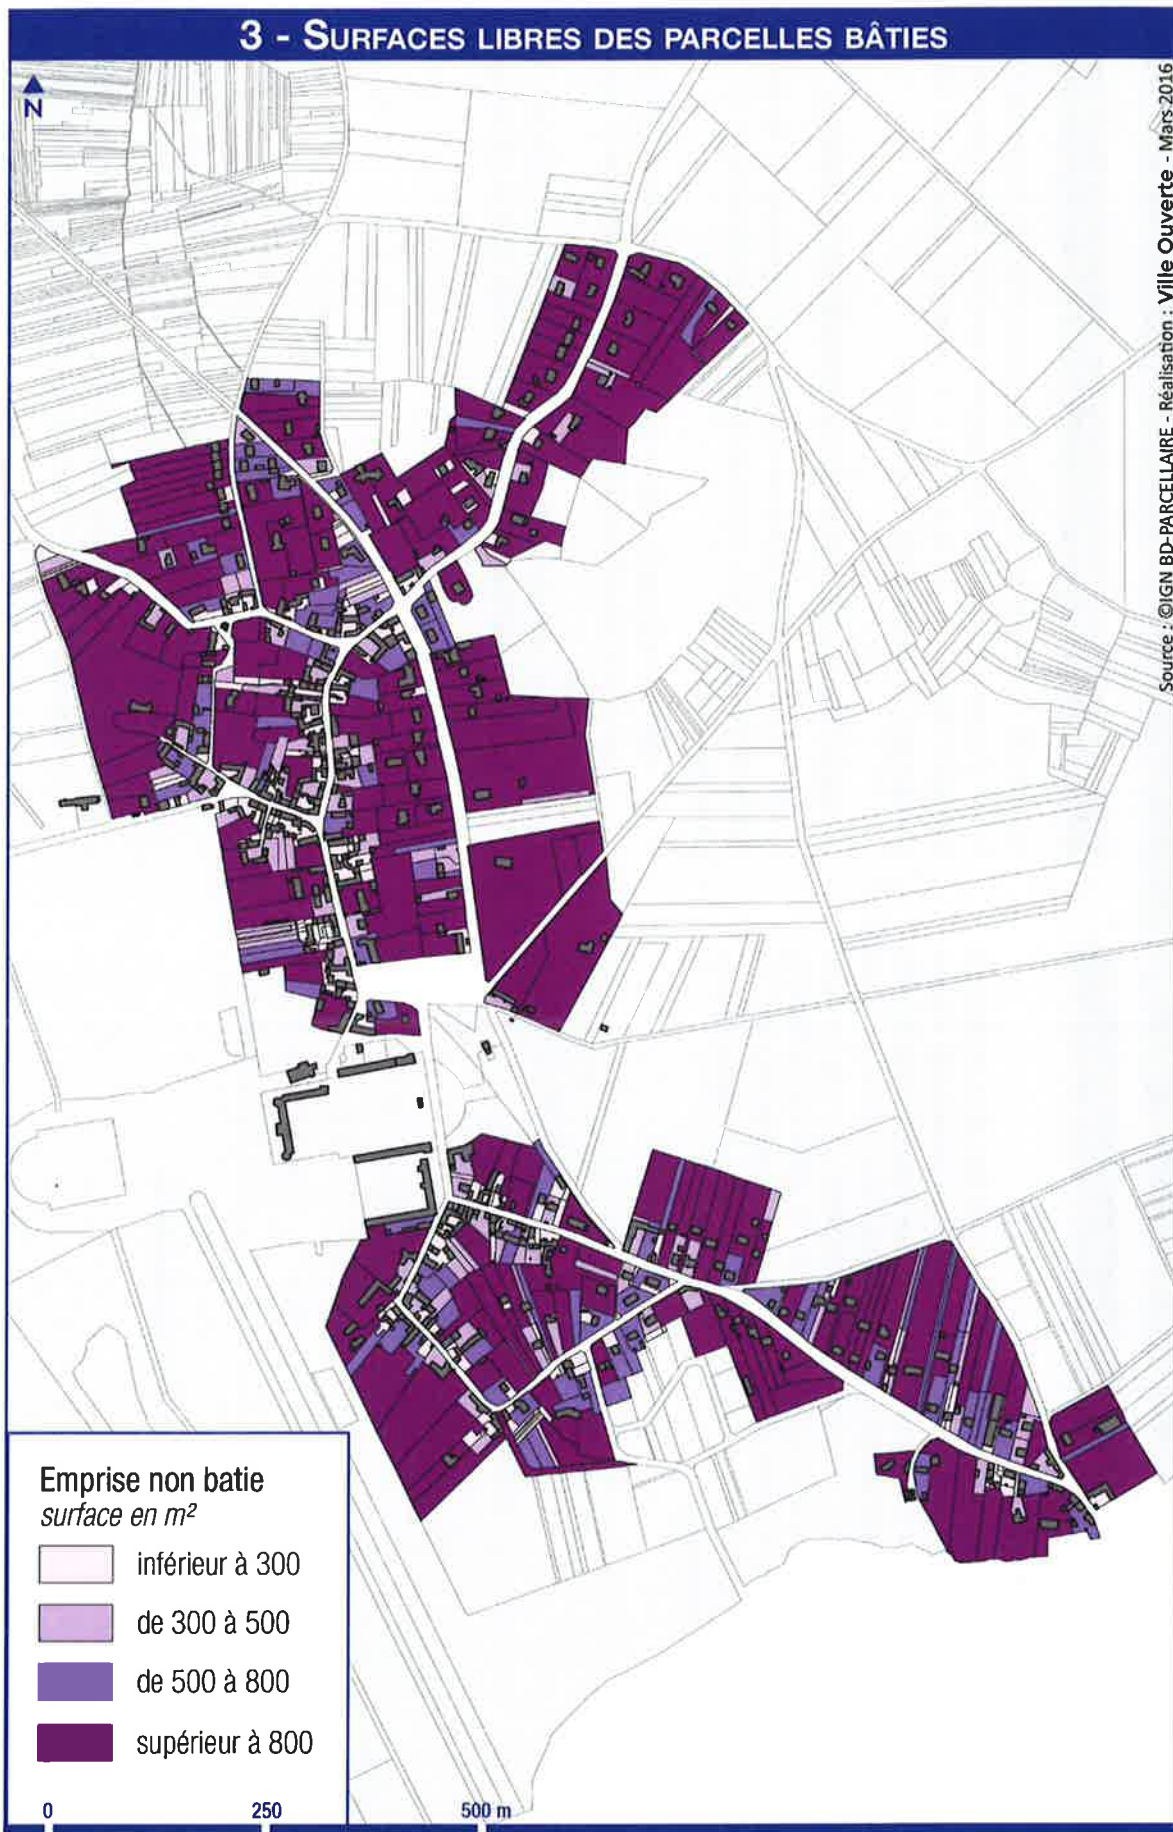 3 - SURFACES LIBRES DES PARCELLES BÂTIES
N
Source : ©IGN BD-PARCELLAIRE - Réalisation : Ville Ouverte - Mars 2016
Emprise non batie
surface en m²
inférieur à 300
de 300 à 500
de 500 à 800
supérieur à 800
0 250 500 m